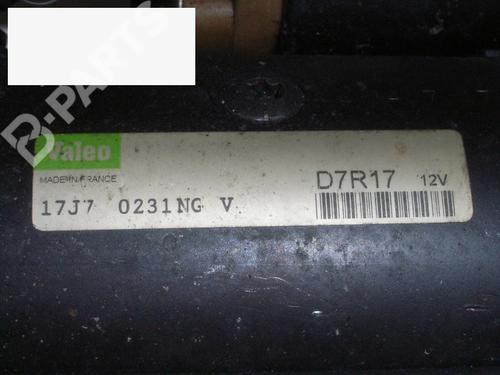 B-PARTS
Valeo
MADE IN FRANCE
D7R17 12V
17J7 0231NG V